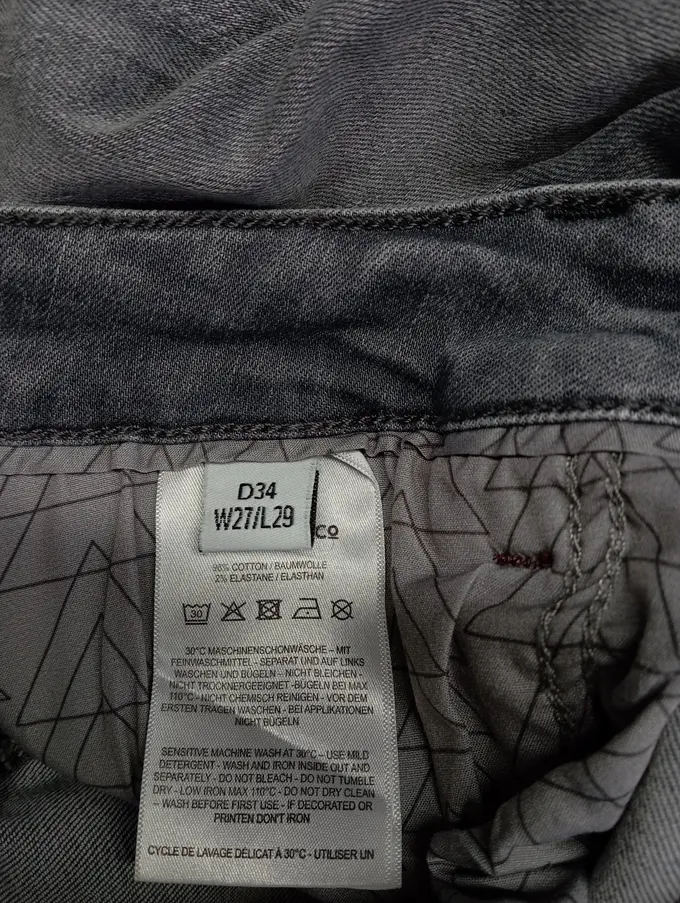 D34
W27/L29
CO
98% COTTON / BAUMWOLLE
2% ELASTANE / ELASTHAN
30
30°C MASCHINENSCHONWÄSCHE – MIT
FEINWASCHMITTEL - SEPARAT UND AUF LINKS
WASCHEN UND BÜGELN - NICHT BLEICHEN -
NICHT TROCKNERGEEIGNET -BÜGELN BEI MAX
110°C - NICHT CHEMISCH REINIGEN - VOR DEM
ERSTEN TRAGEN WASCHEN - BEI APPLIKATIONEN
NICHT BÜGELN
SENSITIVE MACHINE WASH AT 30°C – USE MILD
DETERGENT - WASH AND IRON INSIDE OUT AND
SEPARATELY - DO NOT BLEACH - DO NOT TUMBLE
DRY - LOW IRON MAX 110°C - DO NOT DRY CLEAN
– WASH BEFORE FIRST USE - IF DECORATED OR
PRINTEN DON'T IRON
CYCLE DE LAVAGE DÉLICAT À 30°C - UTILISER UN